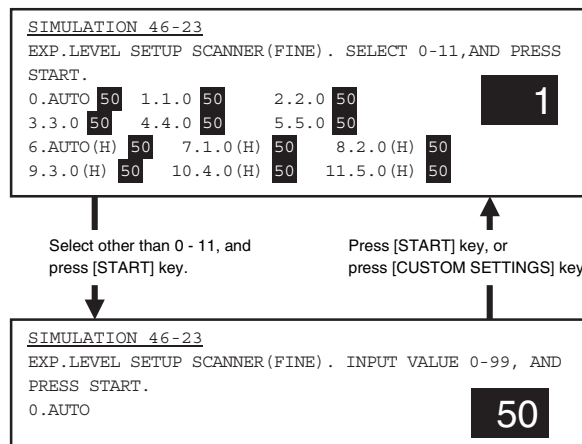 SIMULATION 46-23
EXP.LEVEL SETUP SCANNER(FINE). SELECT 0-11,AND PRESS
START.
0.AUTO 50 1.1.0 50 2.2.0 50
1
3.3.0 50 4.4.0 50 5.5.0 50
6.AUTO(H) 50 7.1.0(H) 50 8.2.0(H) 50
9.3.0(H) 50 10.4.0(H) 50 11.5.0(H) 50
Select other than 0 - 11, and
press [START] key.
Press [START] key, or
press [CUSTOM SETTINGS] key
SIMULATION 46-23
EXP.LEVEL SETUP SCANNER(FINE). INPUT VALUE 0-99, AND
PRESS START.
0.AUTO
50